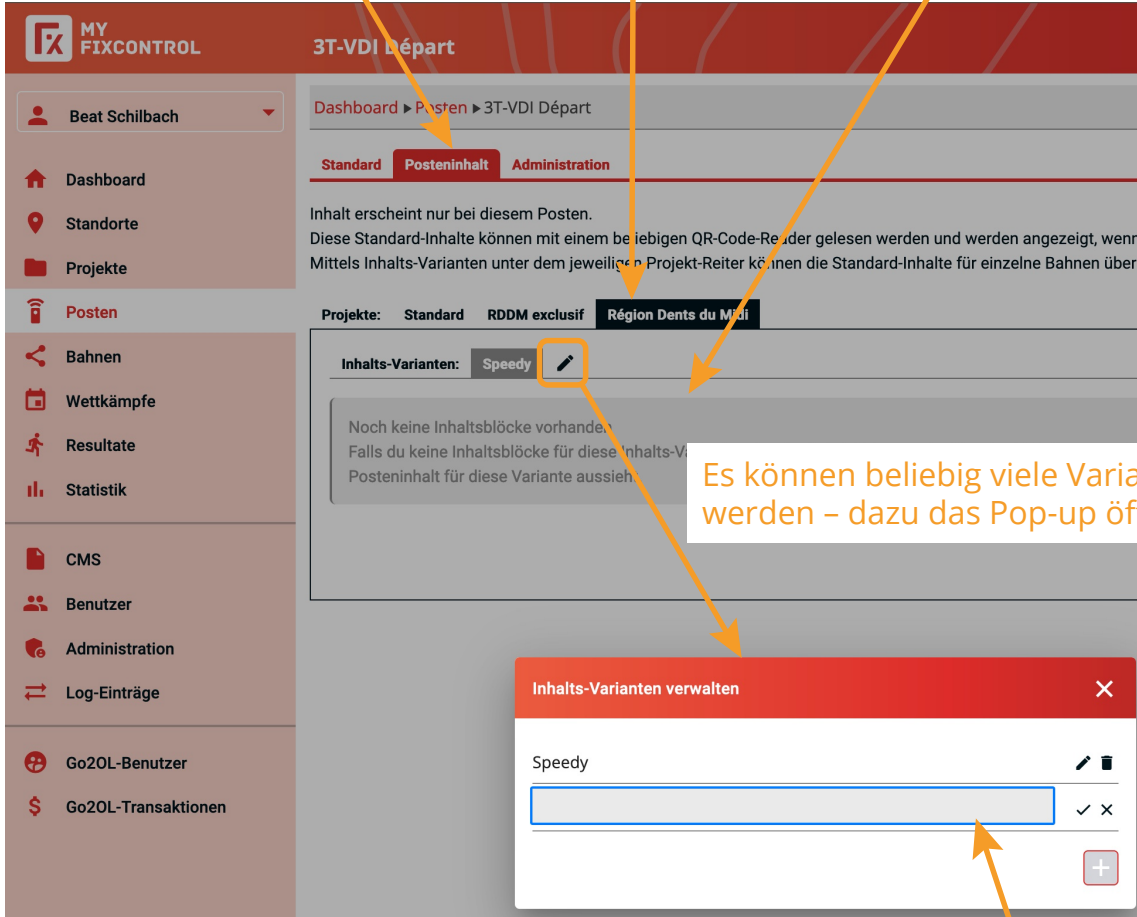 MY
FIXCONTROL
3T-VDI Départ
Beat Schilbach
Dashboard
Standorte
Projekte
Posten
Bahnen
Wettkämpfe
Resultate
Statistik
CMS
Benutzer
Administration
Log-Einträge
Go2OL-Benutzer
Go2OL-Transaktionen
Dashboard ▸ Posten ▸ 3T-VDI Départ
Standard Posteninhalt Administration
Inhalt erscheint nur bei diesem Posten.
Diese Standard-Inhalte können mit einem beliebigen QR-Code-Reader gelesen werden und werden angezeigt, wenn
Mittels Inhalts-Varianten unter dem jeweiligen Projekt-Reiter können die Standard-Inhalte für einzelne Bahnen über
Projekte: Standard RDDM exclusif Région Dents du Midi
Inhalts-Varianten: Speedy
Noch keine Inhaltsblöcke vorhanden
Falls du keine Inhaltsblöcke für diese Inhalts-Va
Posteninhalt für diese Variante aussieht
Es können beliebig viele Varia
werden – dazu das Pop-up öf
Inhalts-Varianten verwalten
Speedy